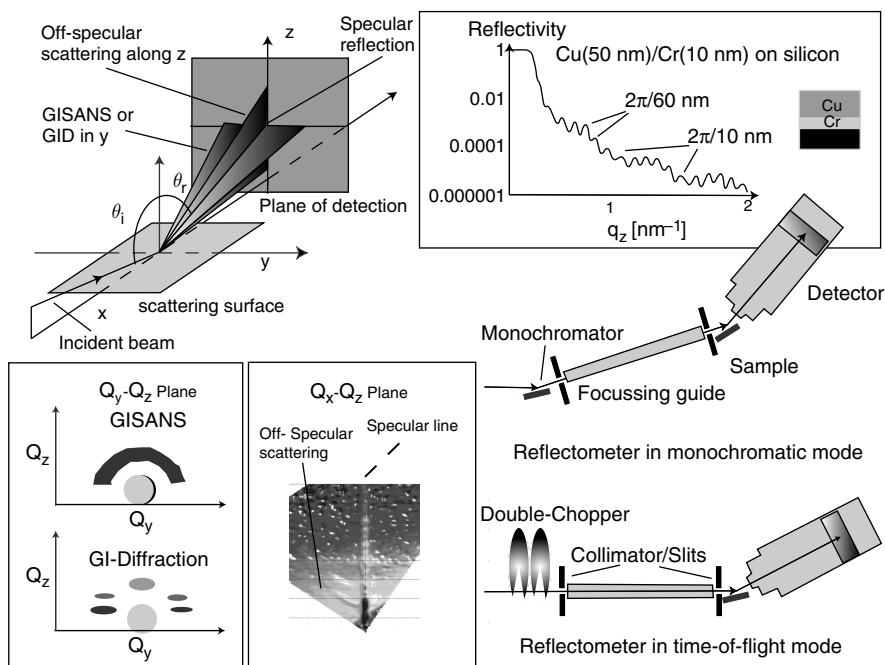 Off-specular
scattering along z
z
Specular
reflection
GISANS or
GID in y
θr
θi
Plane of detection
y
x
scattering surface
Incident beam
Reflectivity
Cu(50 nm)/Cr(10 nm) on silicon
1
0.01
0.0001
0.000001
2π/60 nm
2π/10 nm
Cu
Cr
1
2
qz [nm–1]
Detector
Monochromator
Sample
Focussing guide
Reflectometer in monochromatic mode
Qy-Qz Plane
GISANS
Qz
Qy
GI-Diffraction
Qz
Qy
Qx-Qz Plane
Off- Specular
scattering
Specular line
Double-Chopper
Collimator/Slits
Reflectometer in time-of-flight mode